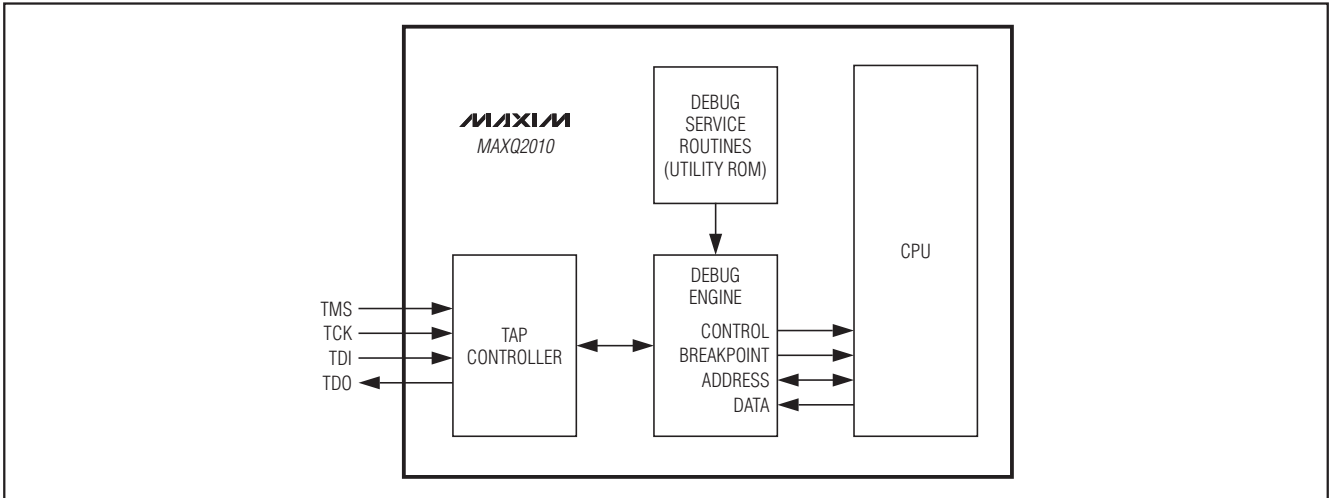 MAXIM
MAXQ2010
DEBUG
SERVICE
ROUTINES
(UTILITY ROM)
CPU
TMS
TCK
TDI
TDO
TAP
CONTROLLER
DEBUG
ENGINE
CONTROL
BREAKPOINT
ADDRESS
DATA